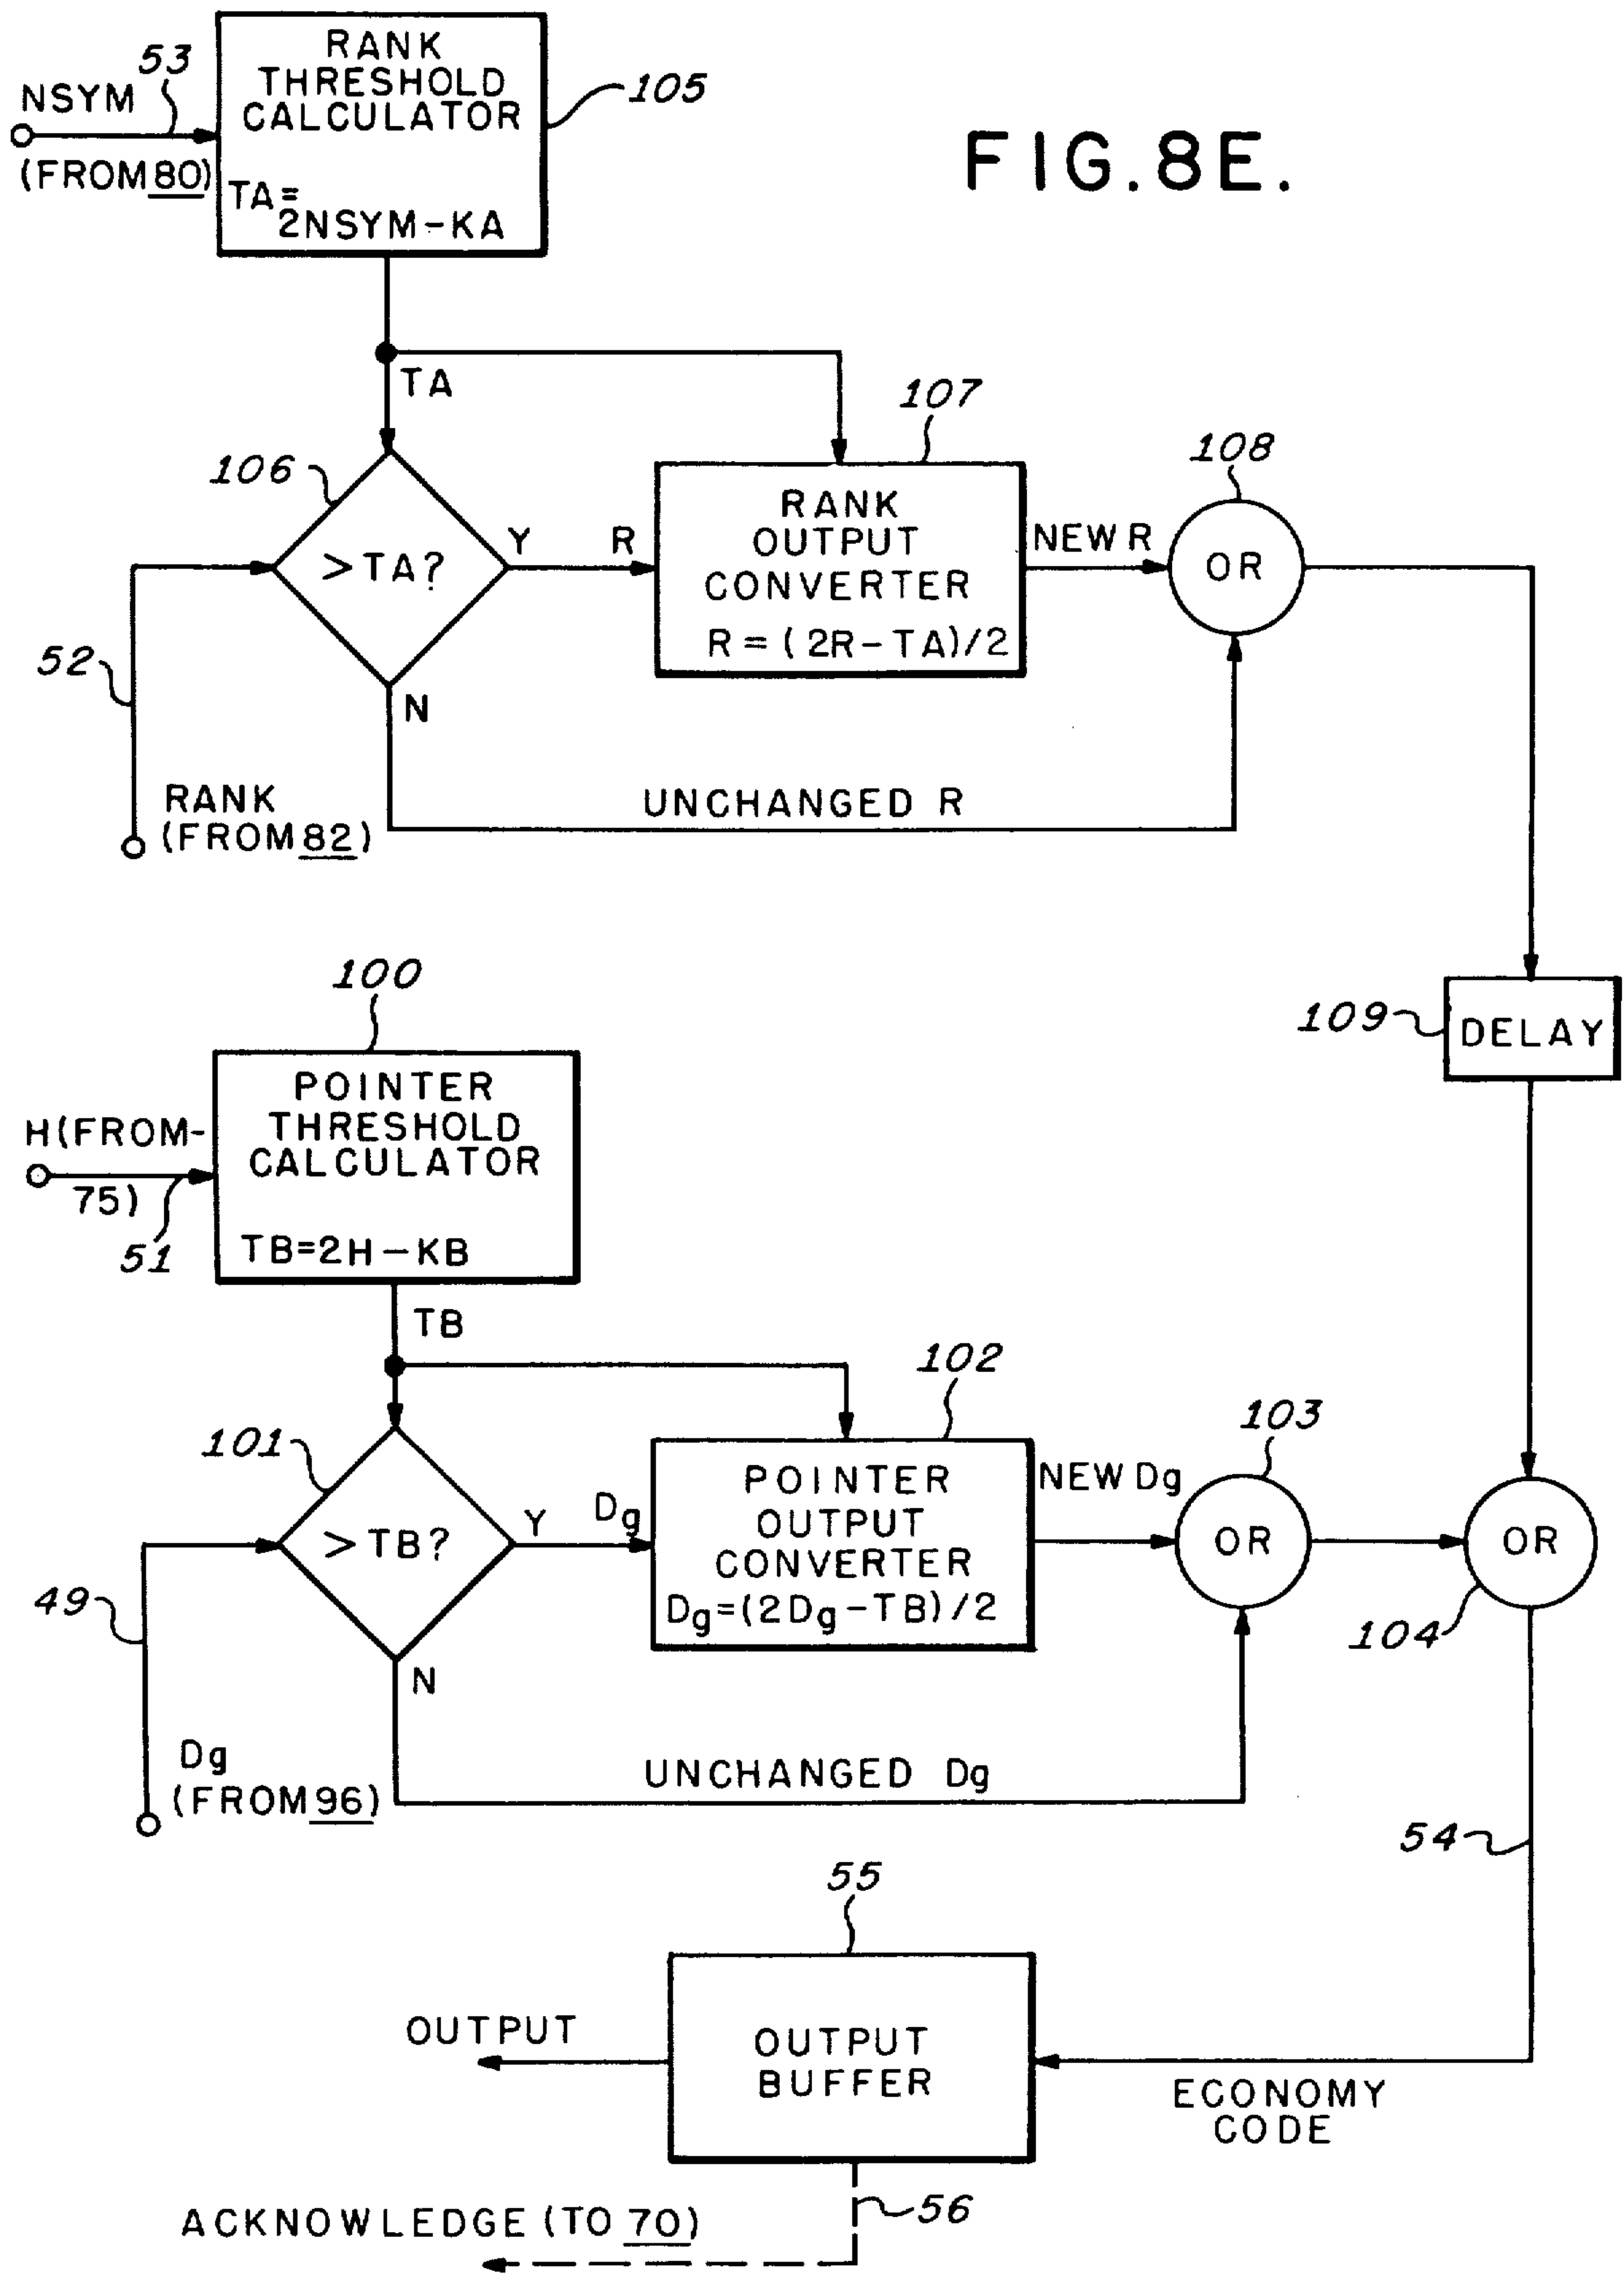 RANK
THRESHOLD
CALCULATOR
TA=
2NSYM-KA
105
FIG. 8E.
53
NSYM
(FROM 80)
TA
107
108
106
>TA?
Y
R
RANK
OUTPUT
CONVERTER
R = (2R-TA)/2
NEW R
OR
52
N
RANK
(FROM 82)
UNCHANGED R
100
109
DELAY
POINTER
THRESHOLD
CALCULATOR
TB=2H-KB
H(FROM-
75)
51
TB
102
103
101
>TB?
Y
Dg
POINTER
OUTPUT
CONVERTER
Dg=(2Dg-TB)/2
NEW Dg
OR
OR
49
104
N
Dg
(FROM 96)
UNCHANGED Dg
54
55
OUTPUT
OUTPUT
BUFFER
ECONOMY
CODE
56
ACKNOWLEDGE (TO 70)